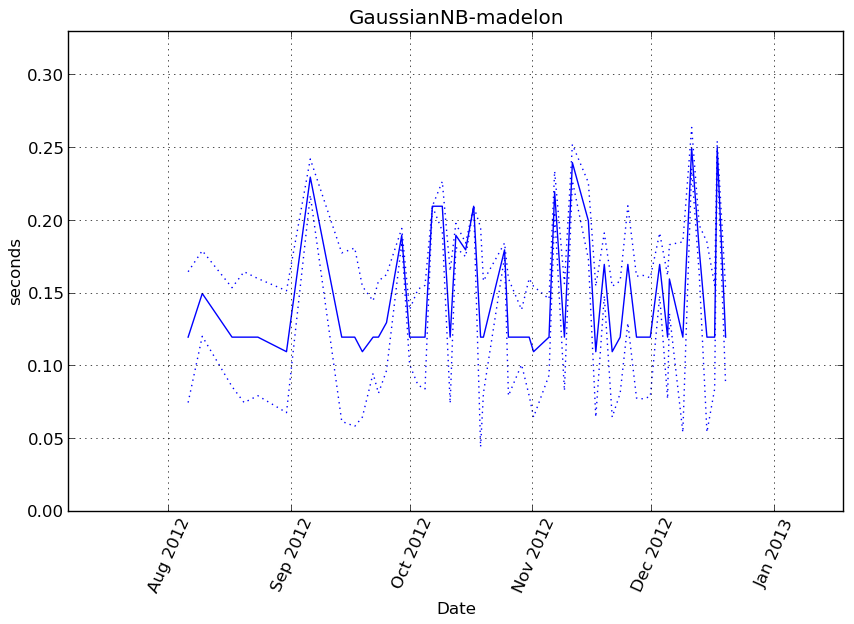 GaussianNB-madelon
0.30
0.25
0.20
0.15
0.10
0.05
0.00
seconds
Aug 2012
Sep 2012
Oct 2012
Nov 2012
Dec 2012
Jan 2013
Date